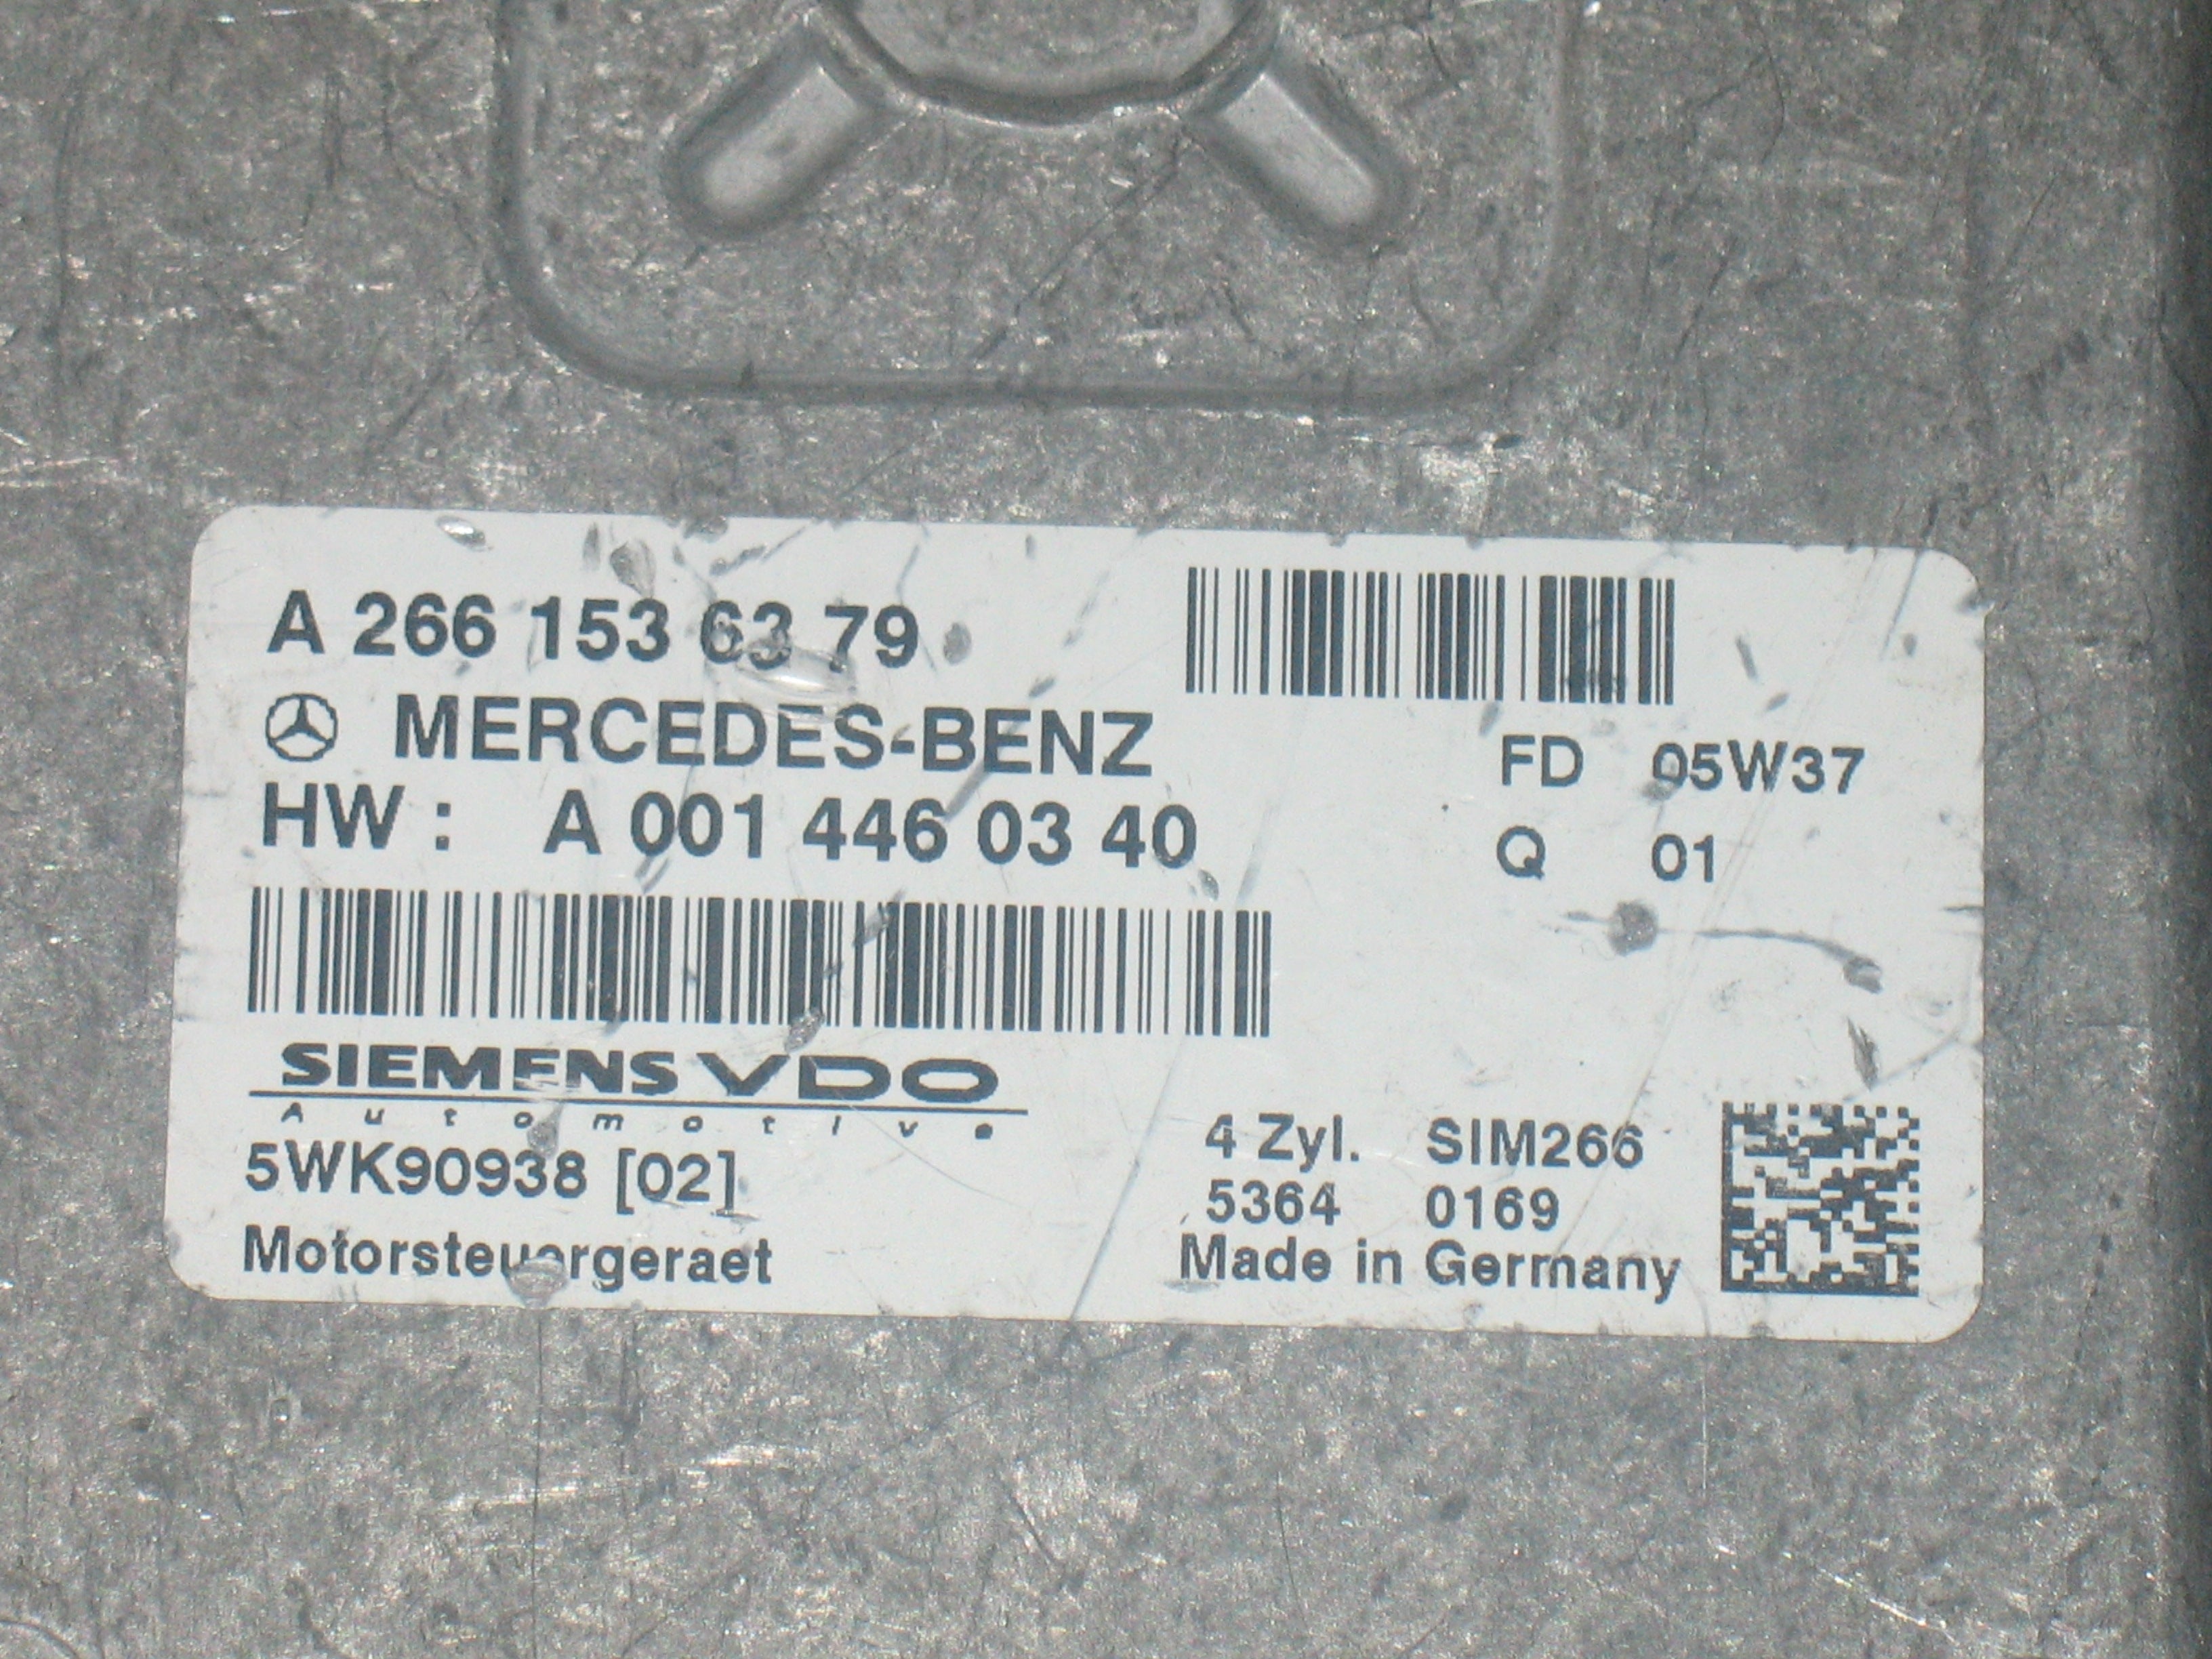 A 266 153 63 79
MERCEDES-BENZ
HW : A 001 446 03 40
FD 05W37
Q 01
SIEMENS VDO
Automotive
5WK90938 [02]
Motorsteuergeraet
4 Zyl. SIM266
5364 0169
Made in Germany